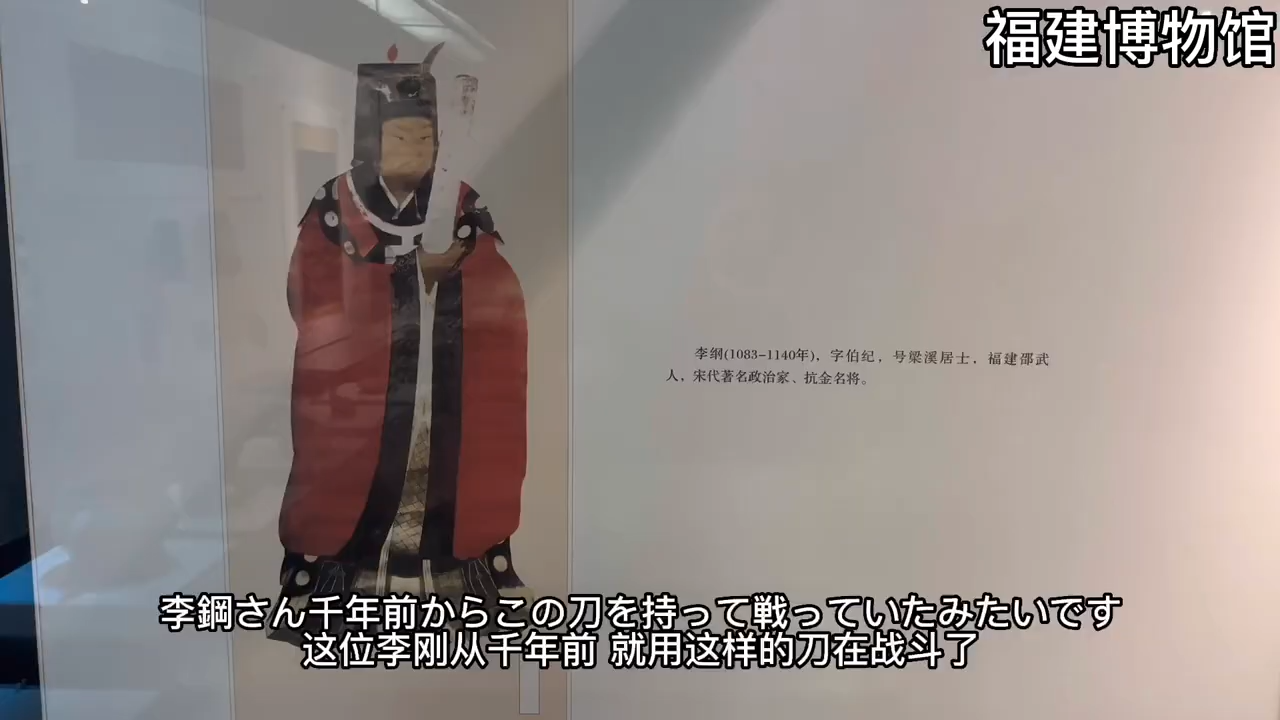 福建博物馆
李纲(1083-1140年)，字伯纪，号梁溪居士，福建邵武
人，宋代著名政治家、抗金名将。
李鋼さん千年前からこの刀を持って戦っていたみたいです
这位李刚从千年前 就用这样的刀在战斗了